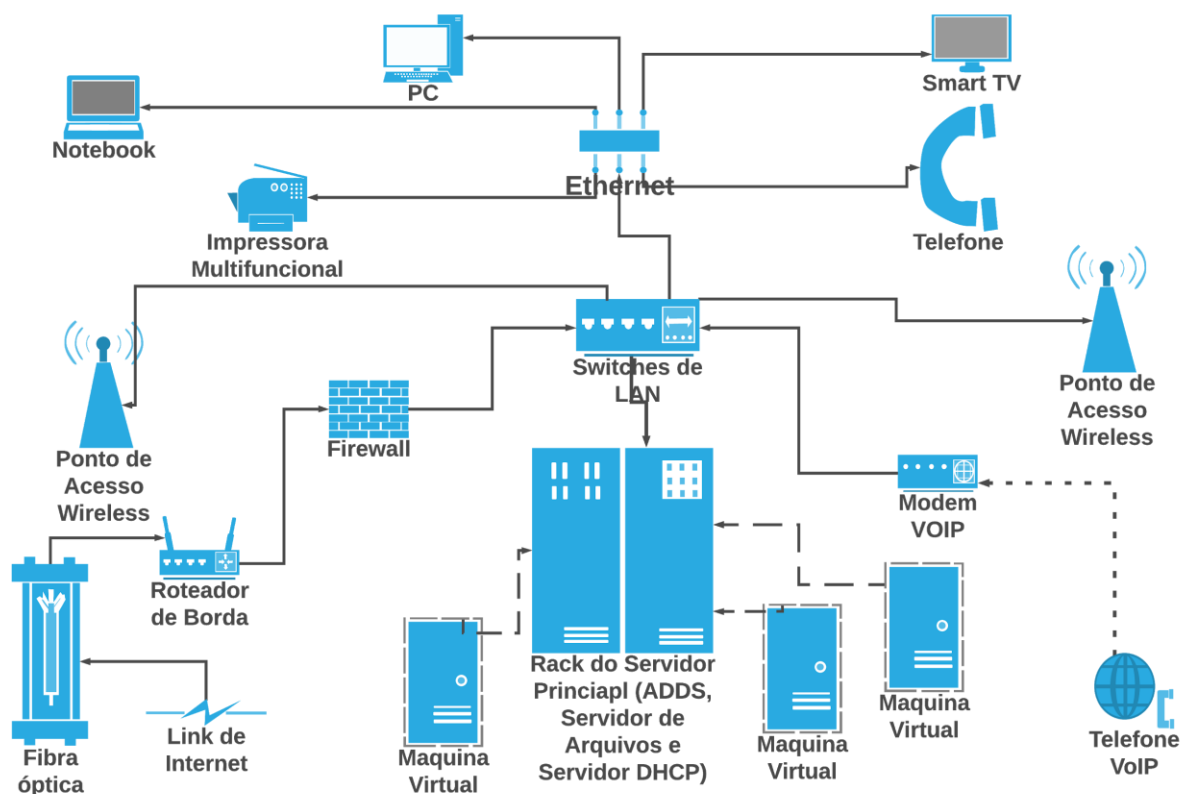 PC
Smart TV
Notebook
Ethernet
Impressora
Multifuncional
Telefone
Switches de
LAN
Ponto de
Acesso
Wireless
Firewall
Ponto de
Acesso
Wireless
Modem
VOIP
Roteador
de Borda
Rack do Servidor
Princiapl (ADDS,
Servidor de
Arquivos e
Servidor DHCP)
Maquina
Virtual
Maquina
Virtual
Maquina
Virtual
Link de
Internet
Fibra
óptica
Telefone
VoIP